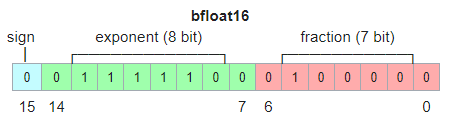 bfloat16
sign exponent (8 bit) fraction (7 bit)
0 0 1 1 1 1 1 0 0 0 1 0 0 0 0 0
15 14 7 6 0